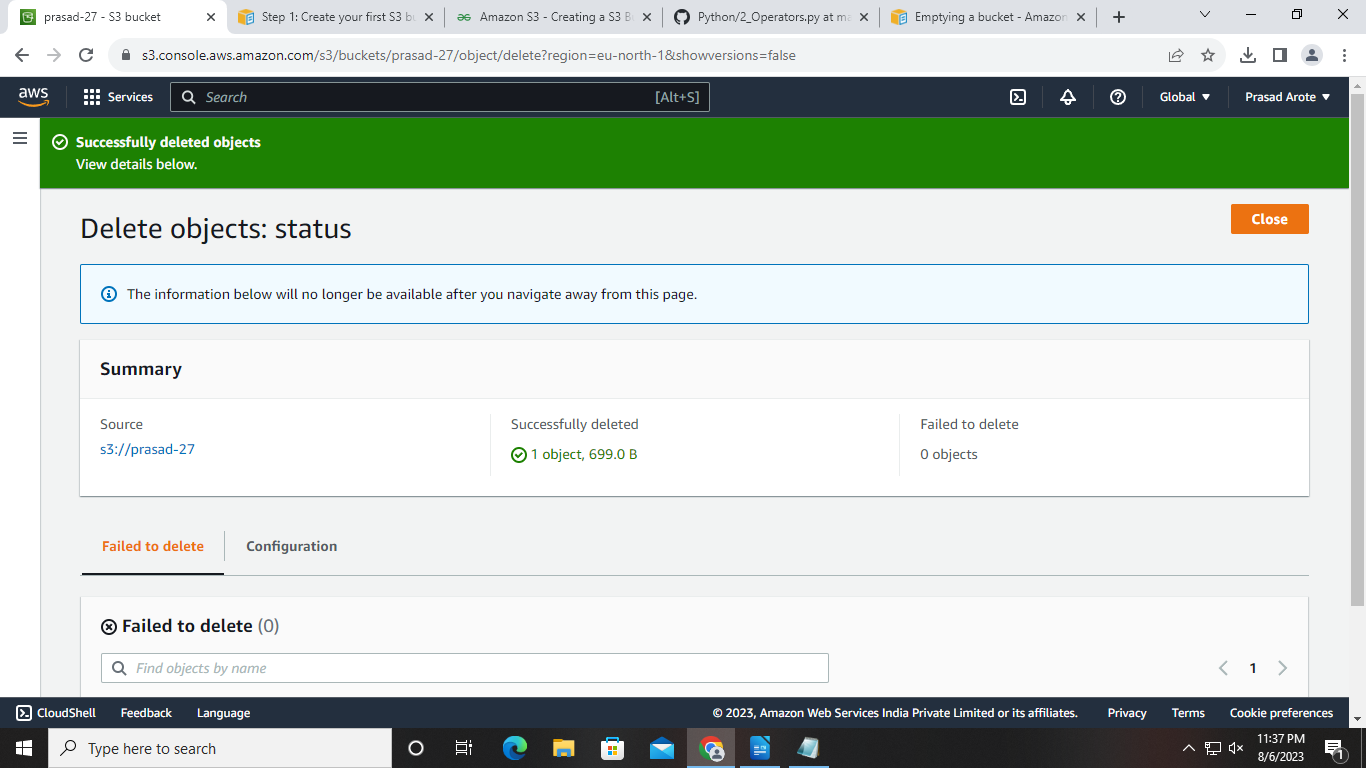 prasad-27 - S3 bucket
Step 1: Create your first S3 bu
Amazon S3 - Creating a S3 B
Python/2_Operators.py at ma
Emptying a bucket - Amazon
s3.console.aws.amazon.com/s3/buckets/prasad-27/object/delete?region=eu-north-1&showversions=false
aws
Services
Search
[Alt+S]
Global
Prasad Arote
Successfully deleted objects
View details below.
Delete objects: status
Close
The information below will no longer be available after you navigate away from this page.
Summary
Source
Successfully deleted
Failed to delete
s3://prasad-27
1 object, 699.0 B
0 objects
Failed to delete
Configuration
Failed to delete (0)
Find objects by name
1
CloudShell
Feedback
Language
© 2023, Amazon Web Services India Private Limited or its affiliates.
Privacy
Terms
Cookie preferences
Type here to search
11:37 PM
8/6/2023
1